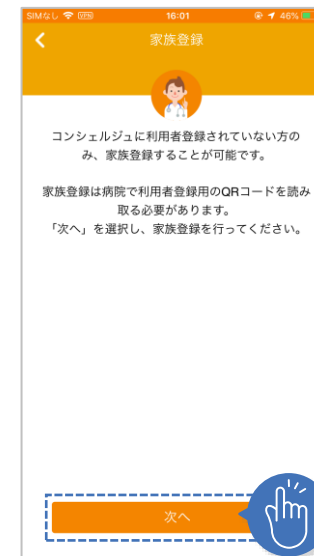 SIMなし VPN 16:01 46%
家族登録
コンシェルジュに利用者登録されていない方の
み、家族登録することが可能です。
家族登録は病院で利用者登録用のQRコードを読み
取る必要があります。
「次へ」を選択し、家族登録を行ってください。
次へ